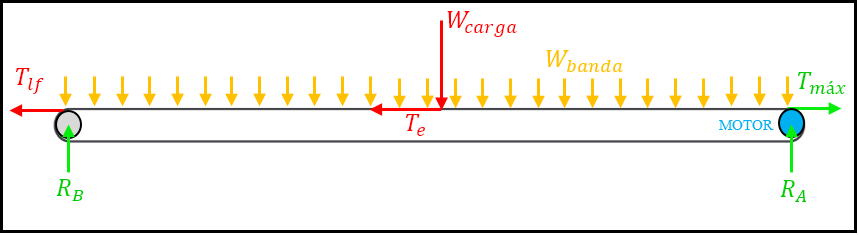 W_carga
W_banda
T_lf
T_máx
T_e
MOTOR
R_B
R_A